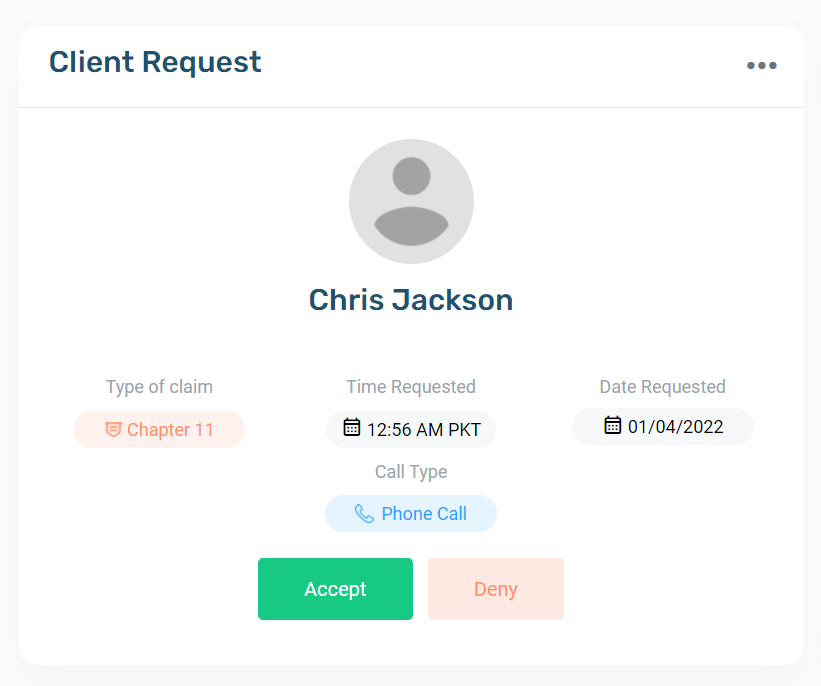 Client Request
Chris Jackson
Type of claim
Chapter 11
Time Requested
12:56 AM PKT
Date Requested
01/04/2022
Call Type
Phone Call
Accept
Deny